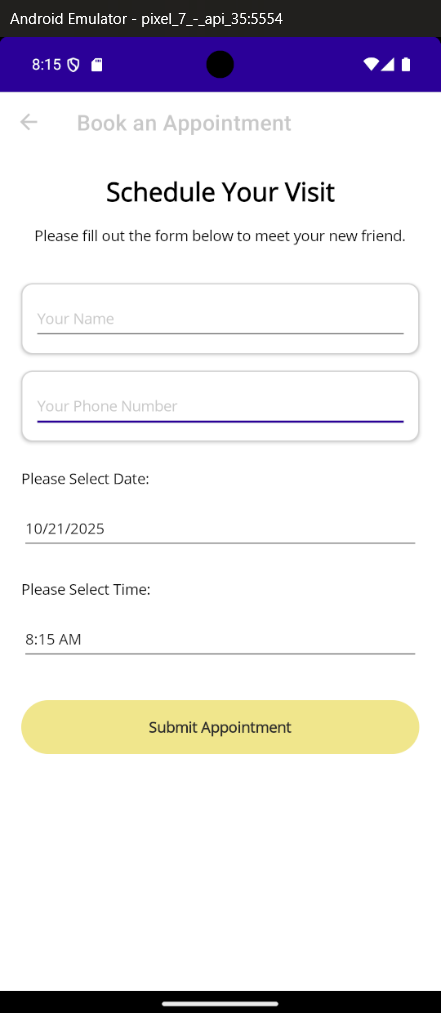 Android Emulator - pixel_7_-_api_35:5554
8:15
Book an Appointment
Schedule Your Visit
Please fill out the form below to meet your new friend.
Your Name
Your Phone Number
Please Select Date:
10/21/2025
Please Select Time:
8:15 AM
Submit Appointment